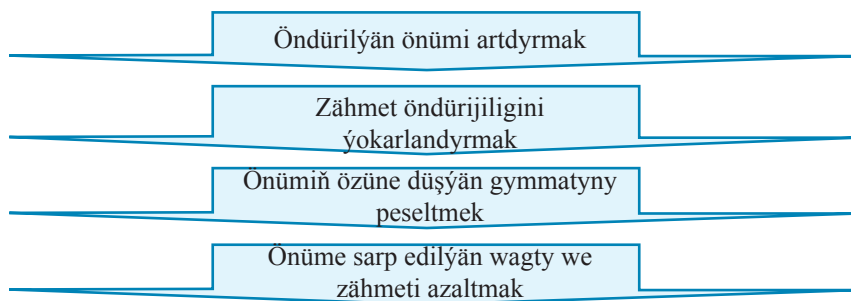 Öndürilýän önümi artdyrmak
Zähmet öndürijiligini
ýokarlandyrmak
Önümiň özüne düşýän gymmatyny
peseltmek
Önüme sarp edilýän wagty we
zähmeti azaltmak